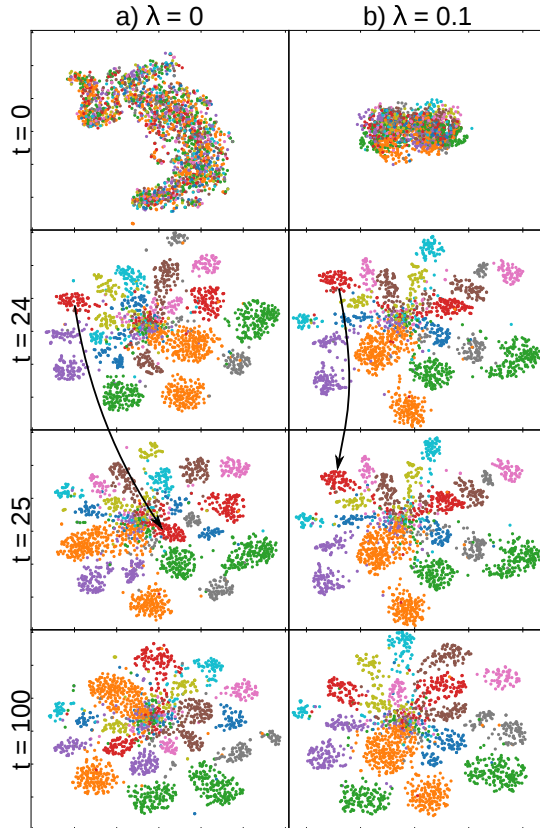 a) λ = 0
b) λ = 0.1
t = 0
t = 24
t = 25
t = 100